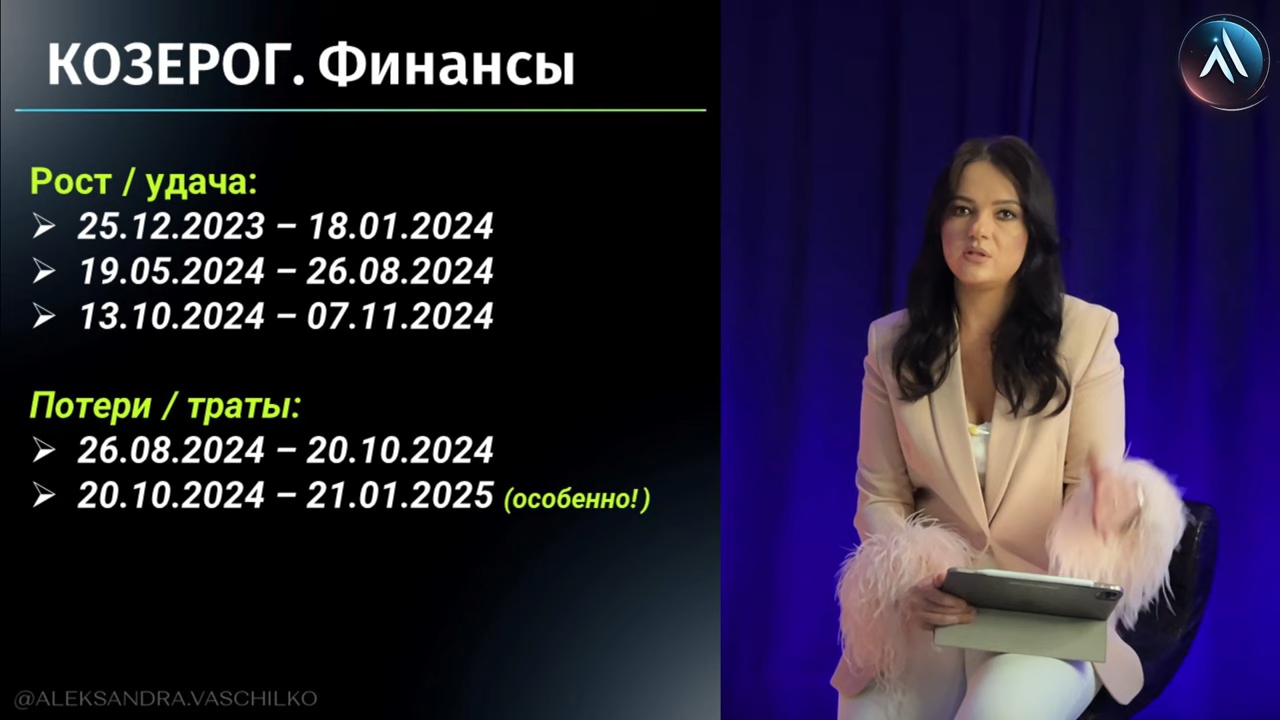 КОЗЕРОГ. Финансы
Рост / удача:
➢ 25.12.2023 – 18.01.2024
➢ 19.05.2024 – 26.08.2024
➢ 13.10.2024 – 07.11.2024
Потери / траты:
➢ 26.08.2024 – 20.10.2024
➢ 20.10.2024 – 21.01.2025 (особенно!)
@ALEKSANDRA.VASCHILKO